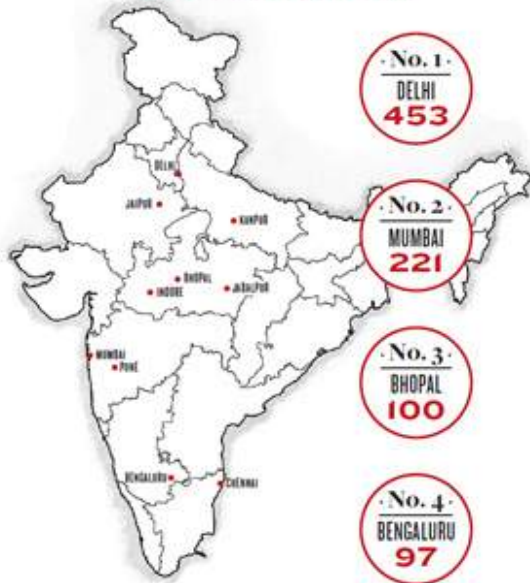 · No. 1 ·
DELHI
453
· No. 2 ·
MUMBAI
221
· No. 3 ·
BHOPAL
100
· No. 4 ·
BENGALURU
97
DELHI
JAIPUR
KANPUR
BHOPAL
INDORE
JABALPUR
MUMBAI
PUNE
BENGALURU
CHENNAI